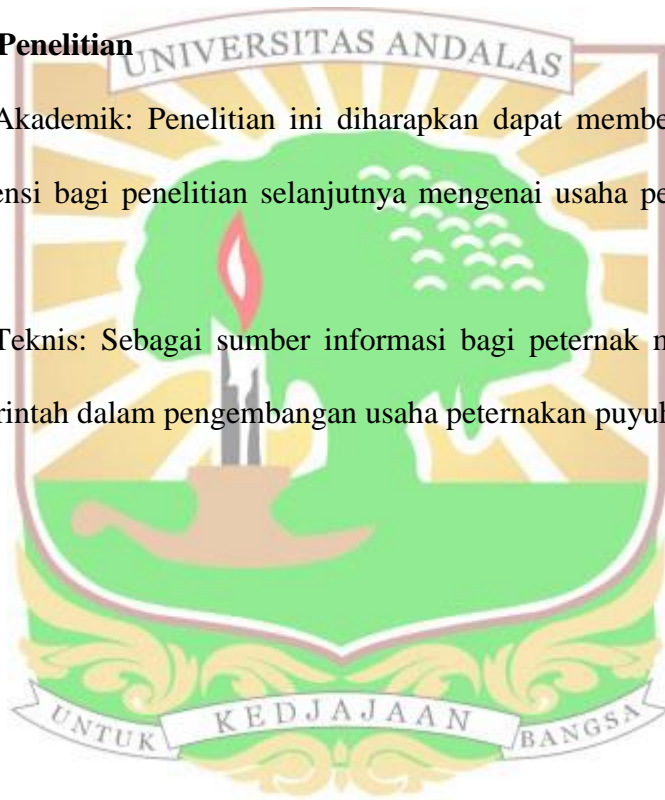 Penelitian
UNIVERSITAS ANDALAS
Akademik: Penelitian ini diharapkan dapat membe
ensi bagi penelitian selanjutnya mengenai usaha pe
Teknis: Sebagai sumber informasi bagi peternak m
rintah dalam pengembangan usaha peternakan puyuh
UNTUK KEDJAJAAN BANGSA